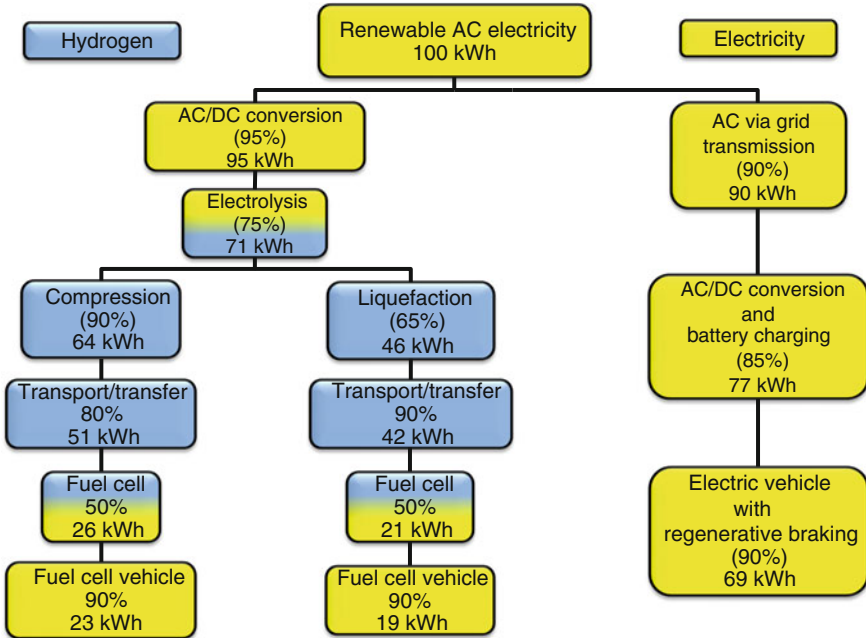 Hydrogen
Renewable AC electricity
100 kWh
Electricity
AC/DC conversion
(95%)
95 kWh
Electrolysis
(75%)
71 kWh
Compression
(90%)
64 kWh
Transport/transfer
80%
51 kWh
Fuel cell
50%
26 kWh
Fuel cell vehicle
90%
23 kWh
Liquefaction
(65%)
46 kWh
Transport/transfer
90%
42 kWh
Fuel cell
50%
21 kWh
Fuel cell vehicle
90%
19 kWh
AC via grid
transmission
(90%)
90 kWh
AC/DC conversion
and
battery charging
(85%)
77 kWh
Electric vehicle
with
regenerative braking
(90%)
69 kWh